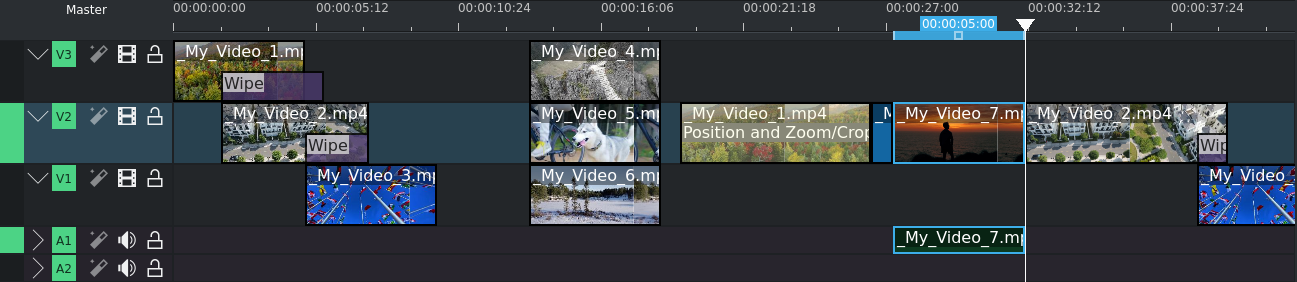 Master
00:00:00:00 00:00:05:12 00:00:10:24 00:00:16:06 00:00:21:18 00:00:27:00 00:00:32:12 00:00:37:24
00:00:05:00
V3 _My_Video_1.mp _My_Video_4.m
Wipe
V2 _My_Video_2.mp4 _My_Video_5.m _My_Video_1.mp4 _M _My_Video_7.mp _My_Video_2.mp4
Position and Zoom/Crop
Wipe Wip
V1 _My_Video_3.mp _My_Video_6.m _My_Video_
A1 _My_Video_7.mp
A2